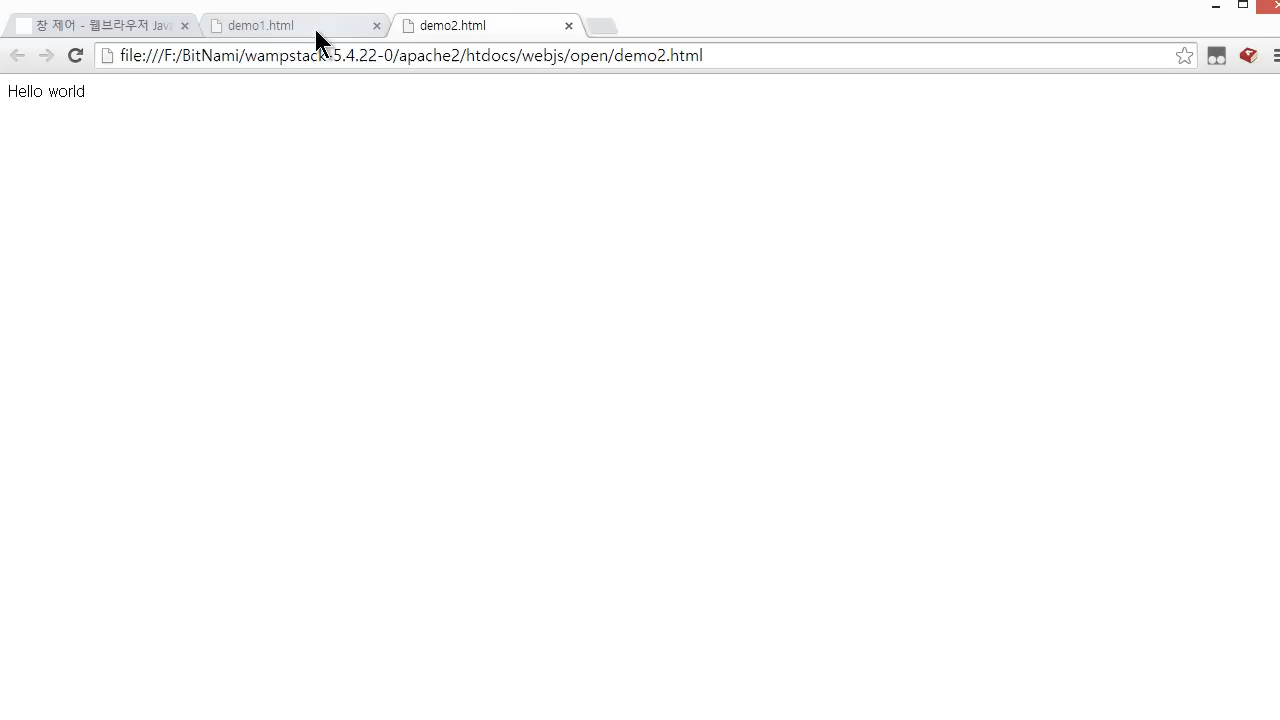 창 제어 - 웹브라우저 Java
demo1.html
demo2.html
file:///F:/BitNami/wampstack-5.4.22-0/apache2/htdocs/webjs/open/demo2.html
Hello world